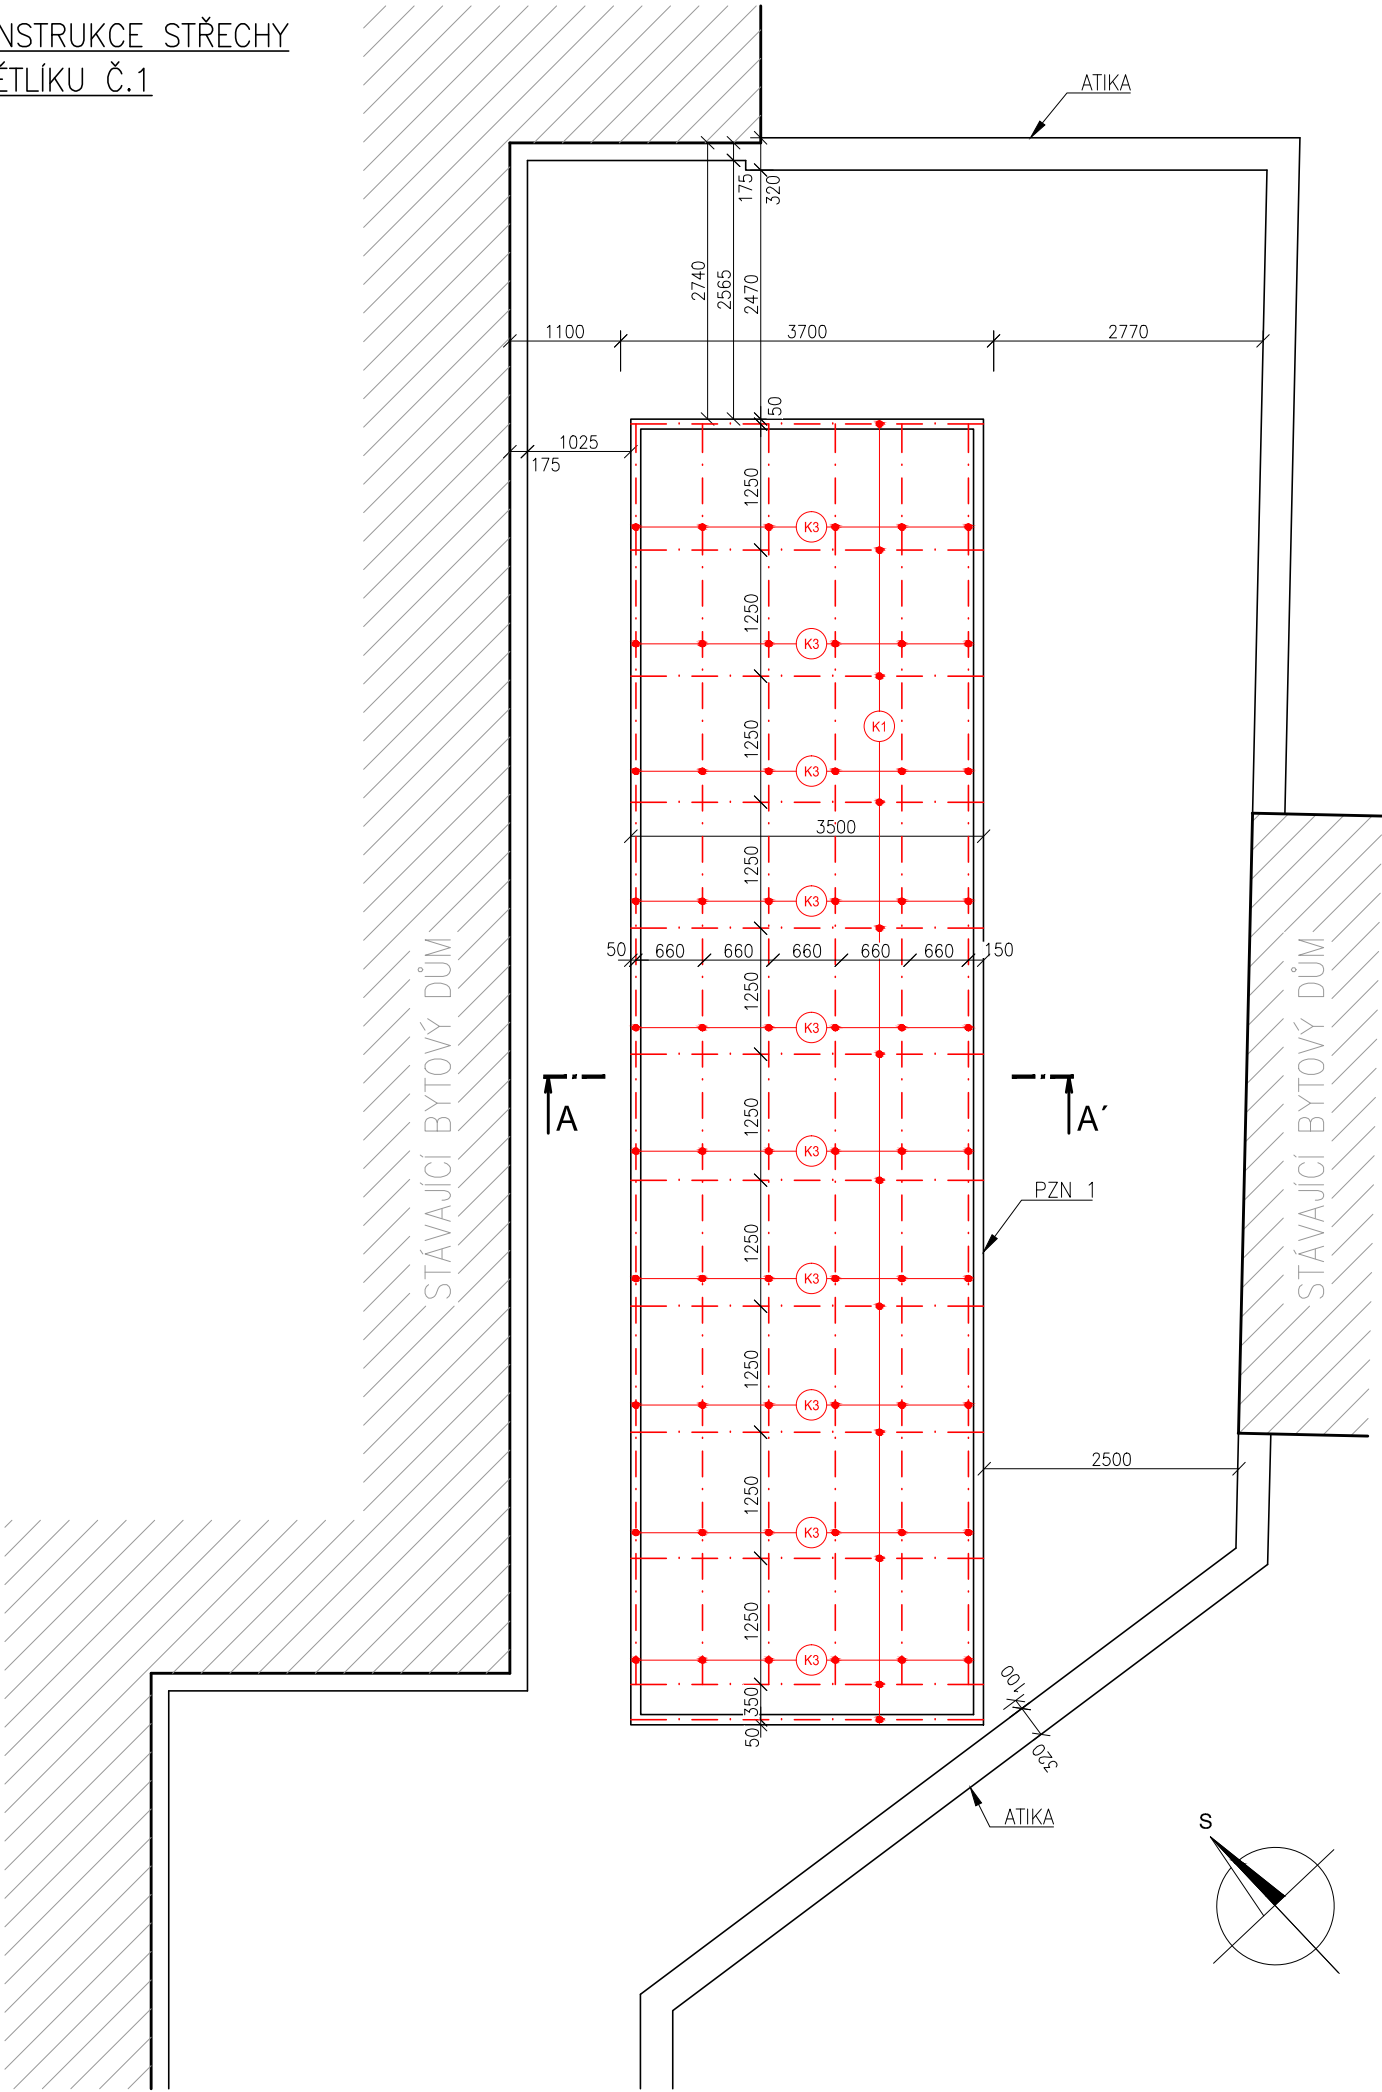 NSTRUKCE STŘECHY
ĚTLÍKU Č.1
ATIKA
175
320
2740
2565
2470
1100
3700
2770
50
1025
175
1250
K3
1250
K3
1250
K1
K3
3500
1250
K3
50
660
660
660
660
660
150
1250
K3
STÁVAJÍCÍ BYTOVÝ DŮM
STÁVAJÍCÍ BYTOVÝ DŮM
A
A´
1250
K3
PZN 1
1250
K3
1250
K3
2500
1250
K3
1250
K3
100
350
50
320
ATIKA
S